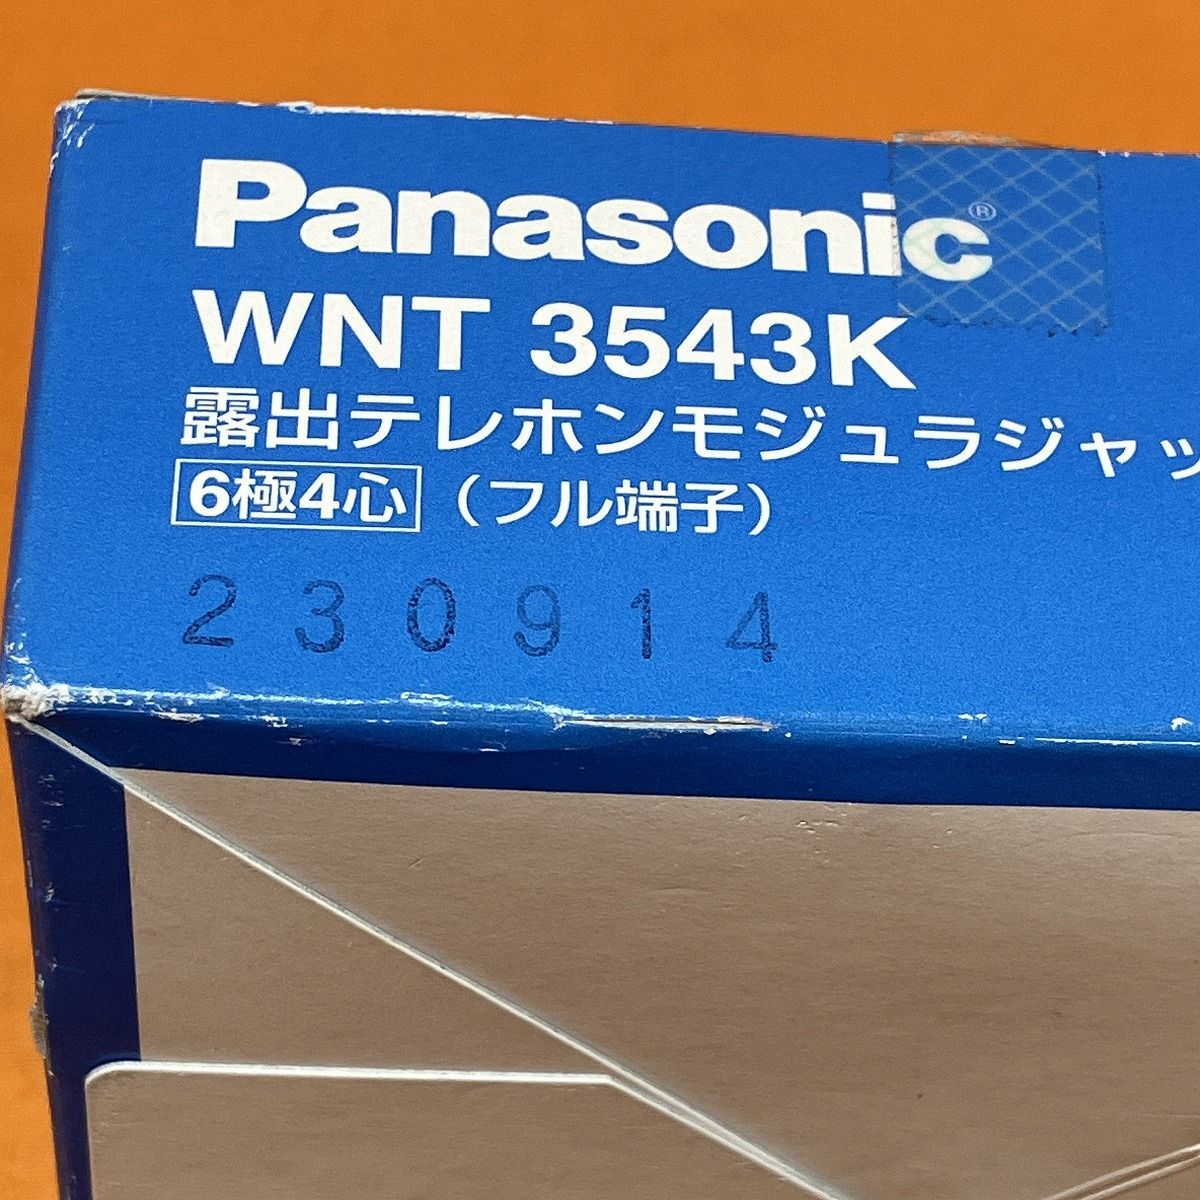 Panasonic®
WNT 3543K
露出テレホンモジュラジャッ
6極4心 (フル端子)
230914